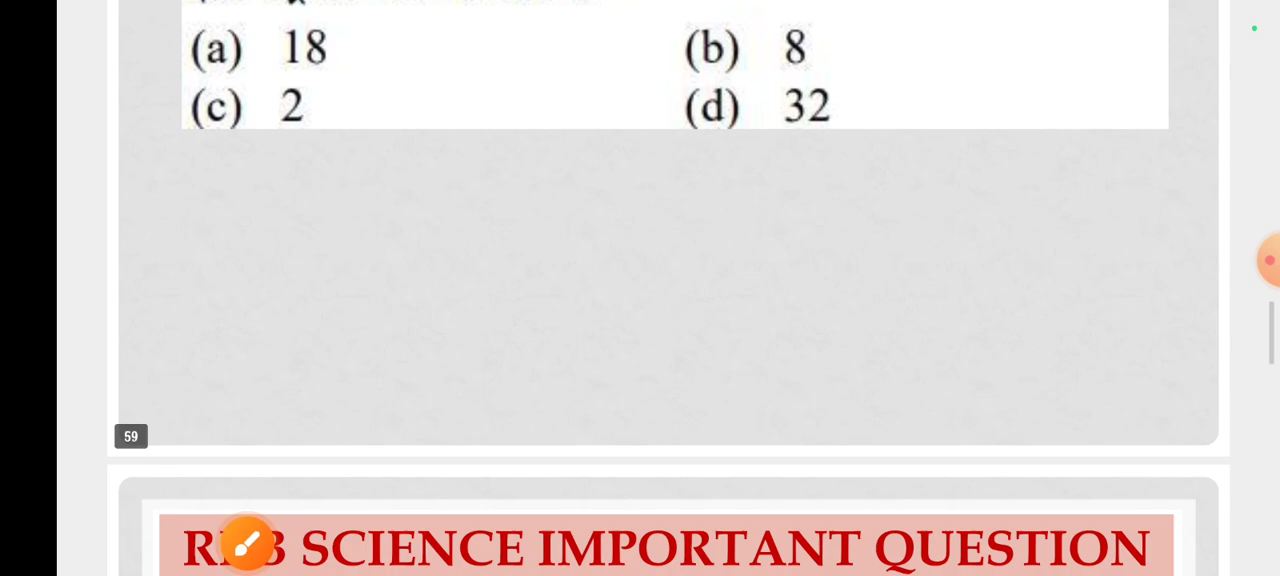 (a) 18 (b) 8
(c) 2 (d) 32
59
SCIENCE IMPORTANT QUESTION